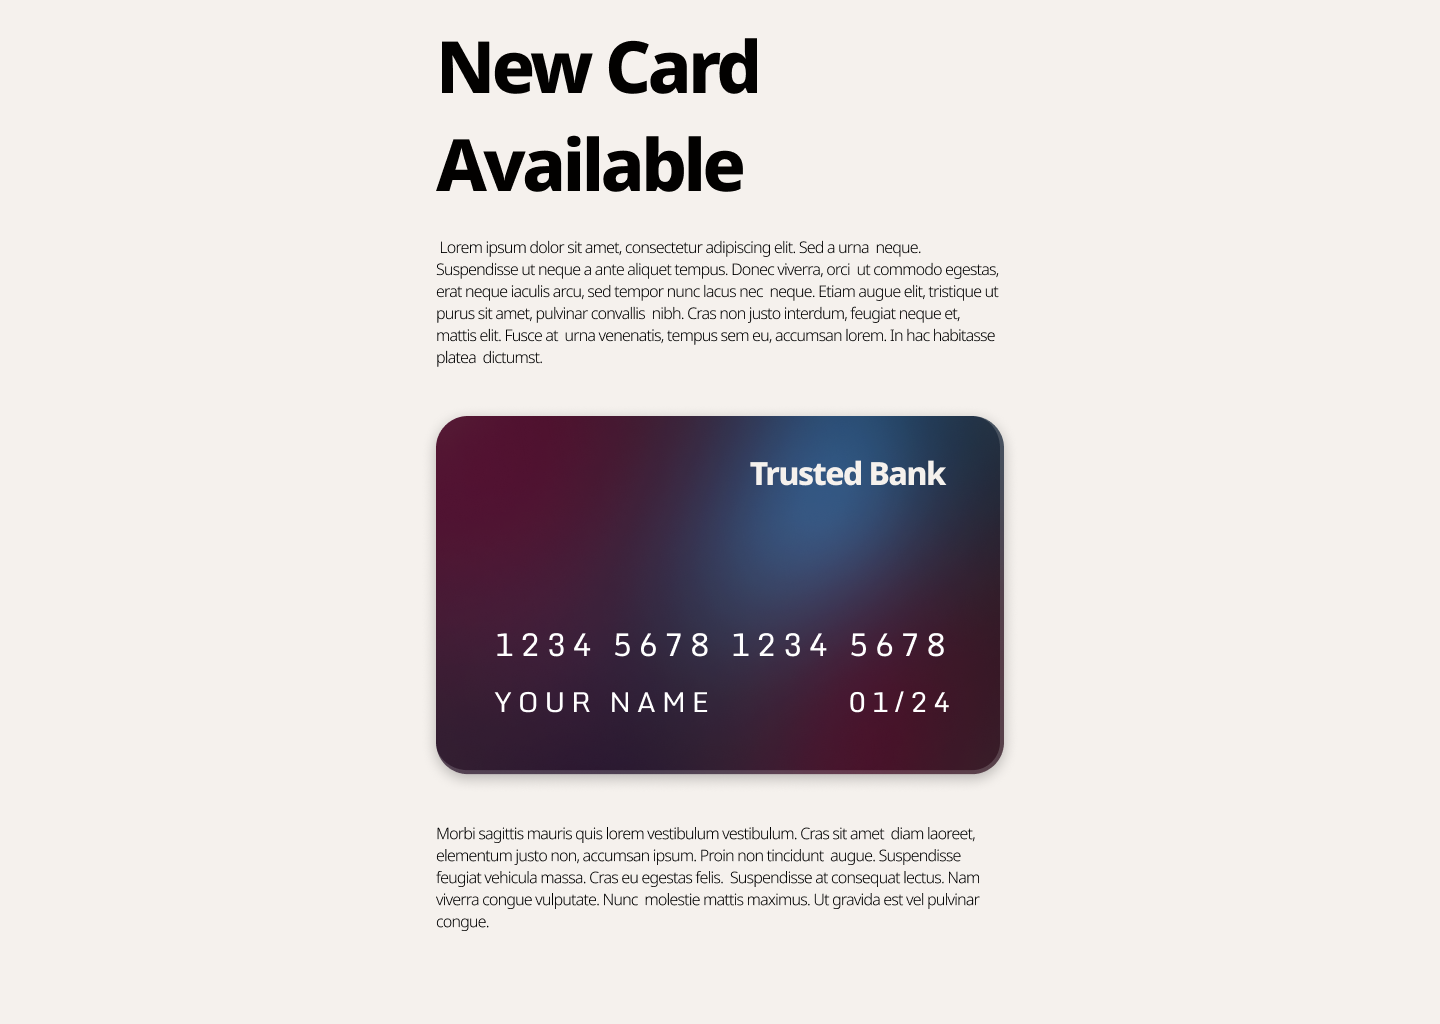 New Card
Available
Lorem ipsum dolor sit amet, consectetur adipiscing elit. Sed a urna neque.
Suspendisse ut neque a ante aliquet tempus. Donec viverra, orci ut commodo egestas,
erat neque iaculis arcu, sed tempor nunc lacus nec neque. Etiam augue elit, tristique ut
purus sit amet, pulvinar convallis nibh. Cras non justo interdum, feugiat neque et,
mattis elit. Fusce at urna venenatis, tempus sem eu, accumsan lorem. In hac habitasse
platea dictumst.
Trusted Bank
1234 5678 1234 5678
YOUR NAME 01/24
Morbi sagittis mauris quis lorem vestibulum vestibulum. Cras sit amet diam laoreet,
elementum justo non, accumsan ipsum. Proin non tincidunt augue. Suspendisse
feugiat vehicula massa. Cras eu egestas felis. Suspendisse at consequat lectus. Nam
viverra congue vulputate. Nunc molestie mattis maximus. Ut gravida est vel pulvinar
congue.